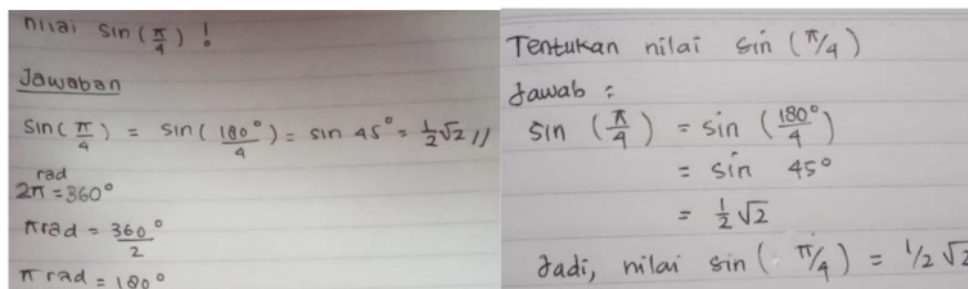 nilai sin(π/4) !
Jawaban
sin(π/4) = sin(180°/4) = sin 45° = 1/2√2 //
2π rad = 360°
π rad = 360°/2
π rad = 180°
Tentukan nilai sin (π/4)
Jawab :
sin (π/4) = sin (180°/4)
= sin 45°
= 1/2 √2
Jadi, nilai sin (π/4) = 1/2 √2